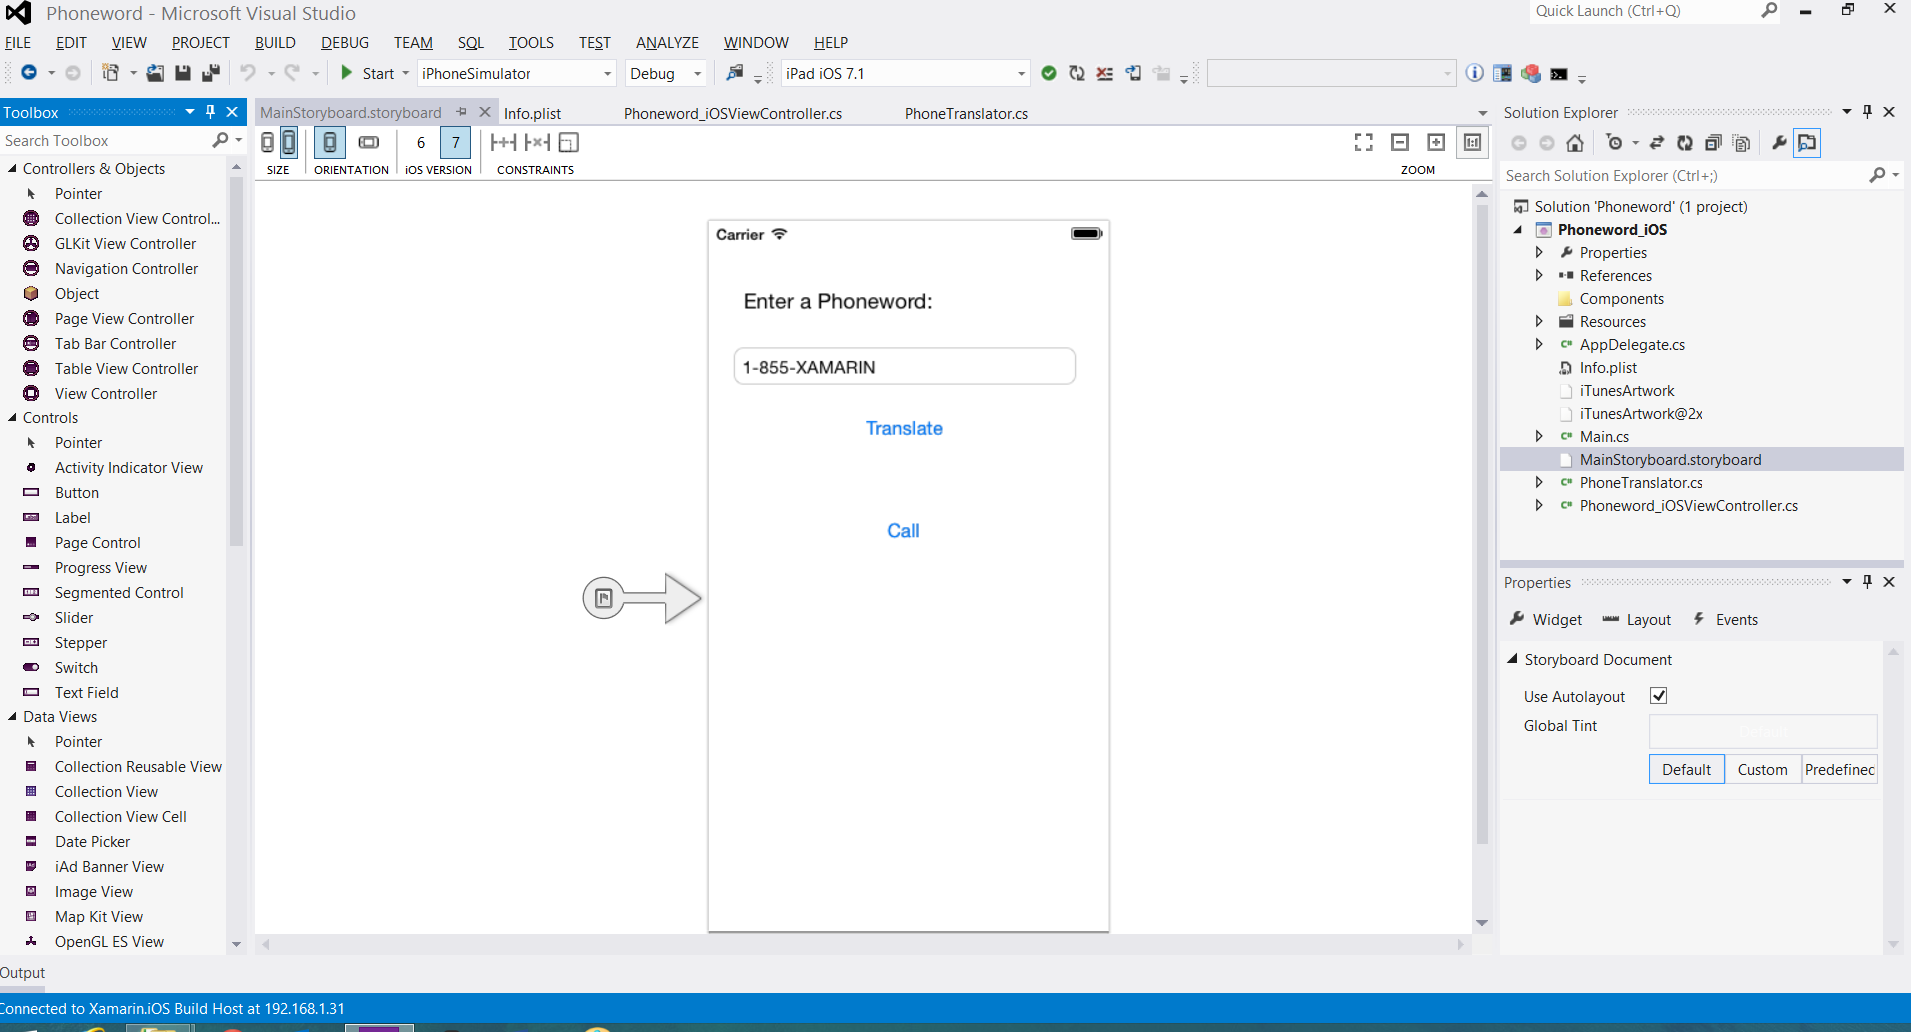 Phoneword - Microsoft Visual Studio
Quick Launch (Ctrl+Q)
FILE EDIT VIEW PROJECT BUILD DEBUG TEAM SQL TOOLS TEST ANALYZE WINDOW HELP
Start iPhoneSimulator Debug iPad iOS 7.1
Toolbox
Search Toolbox
Controllers & Objects
Pointer
Collection View Control...
GLKit View Controller
Navigation Controller
Object
Page View Controller
Tab Bar Controller
Table View Controller
View Controller
Controls
Pointer
Activity Indicator View
Button
Label
Page Control
Progress View
Segmented Control
Slider
Stepper
Switch
Text Field
Data Views
Pointer
Collection Reusable View
Collection View
Collection View Cell
Date Picker
iAd Banner View
Image View
Map Kit View
OpenGL ES View
MainStoryboard.storyboard Info.plist Phoneword_iOSViewController.cs PhoneTranslator.cs
6 7
SIZE ORIENTATION iOS VERSION CONSTRAINTS ZOOM
Carrier
Enter a Phoneword:
1-855-XAMARIN
Translate
Call
Solution Explorer
Search Solution Explorer (Ctrl+;)
Solution 'Phoneword' (1 project)
Phoneword_iOS
Properties
References
Components
Resources
AppDelegate.cs
Info.plist
iTunesArtwork
iTunesArtwork@2x
Main.cs
MainStoryboard.storyboard
PhoneTranslator.cs
Phoneword_iOSViewController.cs
Properties
Widget Layout Events
Storyboard Document
Use Autolayout
Global Tint
Default
Default Custom Predefined
Output
Connected to Xamarin.iOS Build Host at 192.168.1.31